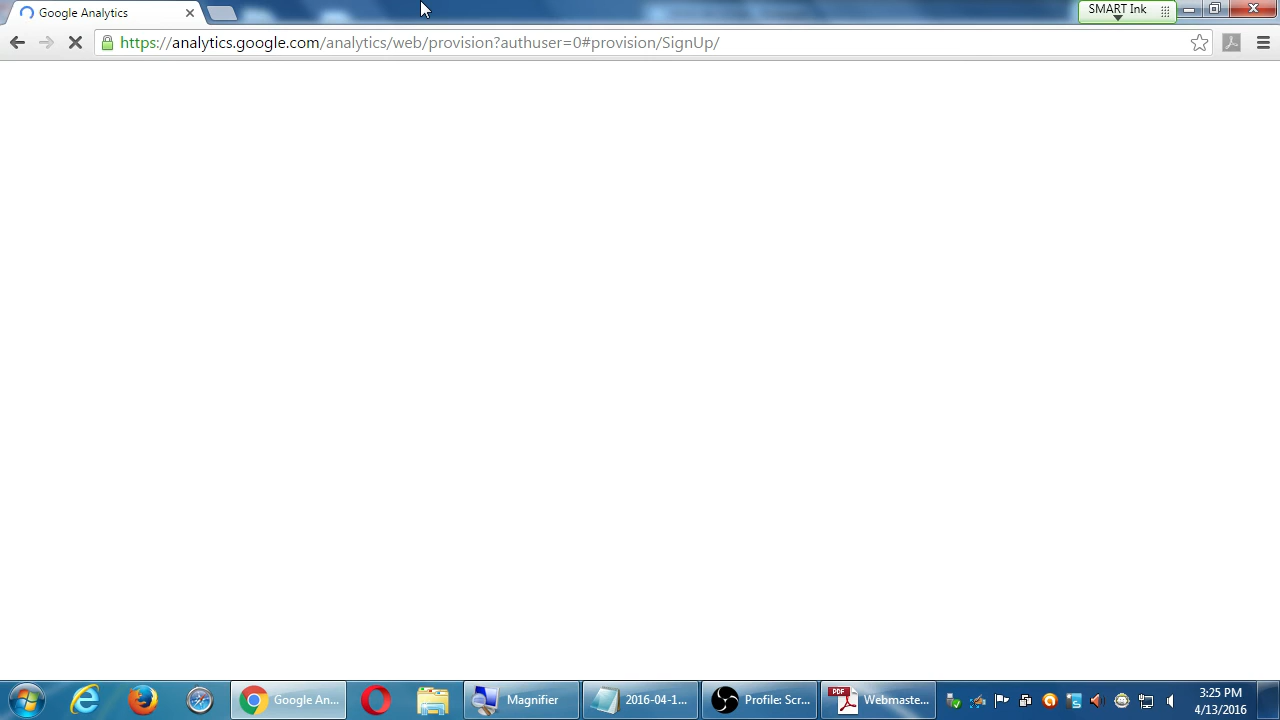 Google Analytics
SMART Ink
https://analytics.google.com/analytics/web/provision?authuser=0#provision/SignUp/
Google An...
Magnifier
2016-04-1...
Profile: Scr...
PDF
Webmaste...
3:25 PM
4/13/2016